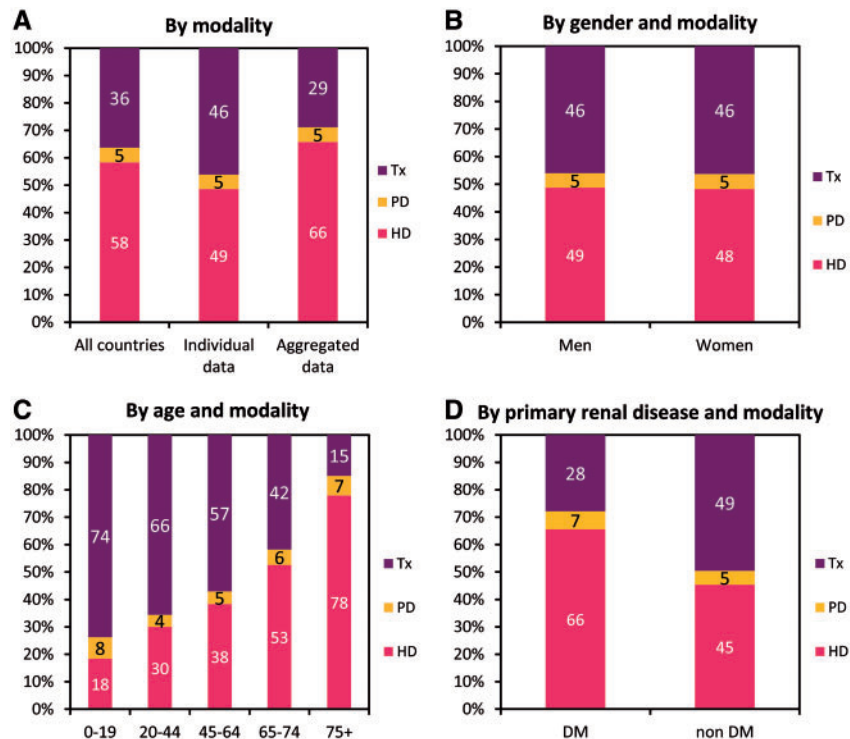 A
By modality
100%
90%
80%
70%
60%
50%
40%
30%
20%
10%
0%
36
46
29
5
5
5
58
49
66
Tx
PD
HD
All countries
Individual
data
Aggregated
data
B
By gender and modality
100%
90%
80%
70%
60%
50%
40%
30%
20%
10%
0%
46
46
5
5
49
48
Tx
PD
HD
Men
Women
C
By age and modality
100%
90%
80%
70%
60%
50%
40%
30%
20%
10%
0%
74
66
57
42
15
8
4
5
6
7
18
30
38
53
78
Tx
PD
HD
0-19
20-44
45-64
65-74
75+
D
By primary renal disease and modality
100%
90%
80%
70%
60%
50%
40%
30%
20%
10%
0%
28
49
7
5
66
45
Tx
PD
HD
DM
non DM